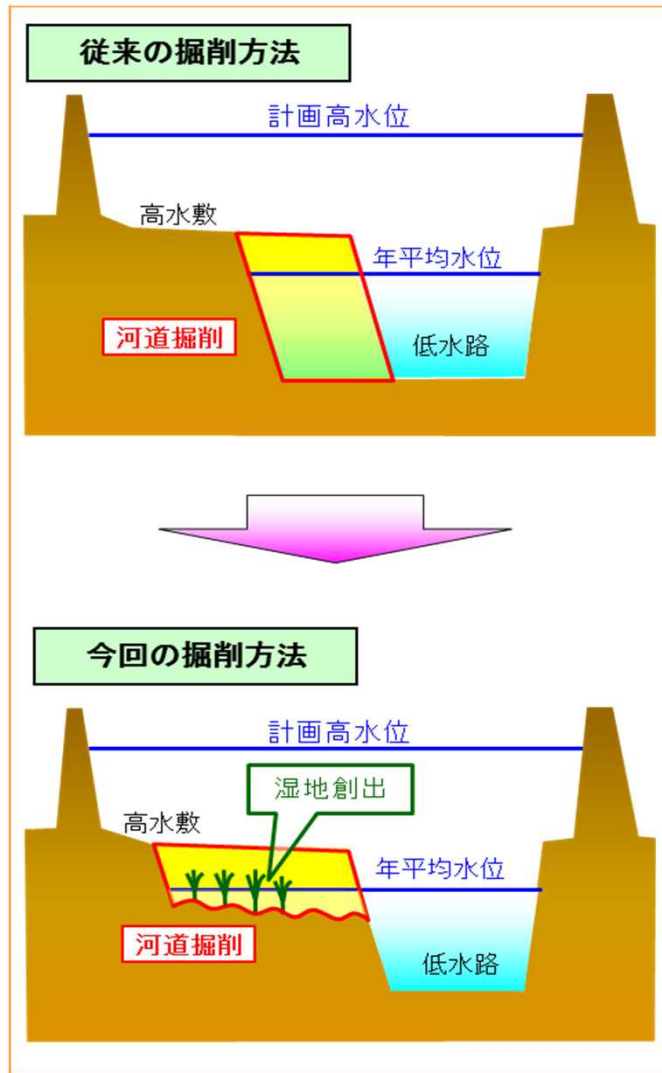 従来の掘削方法
計画高水位
高水敷
年平均水位
河道掘削
低水路
今回の掘削方法
計画高水位
湿地創出
高水敷
年平均水位
河道掘削
低水路